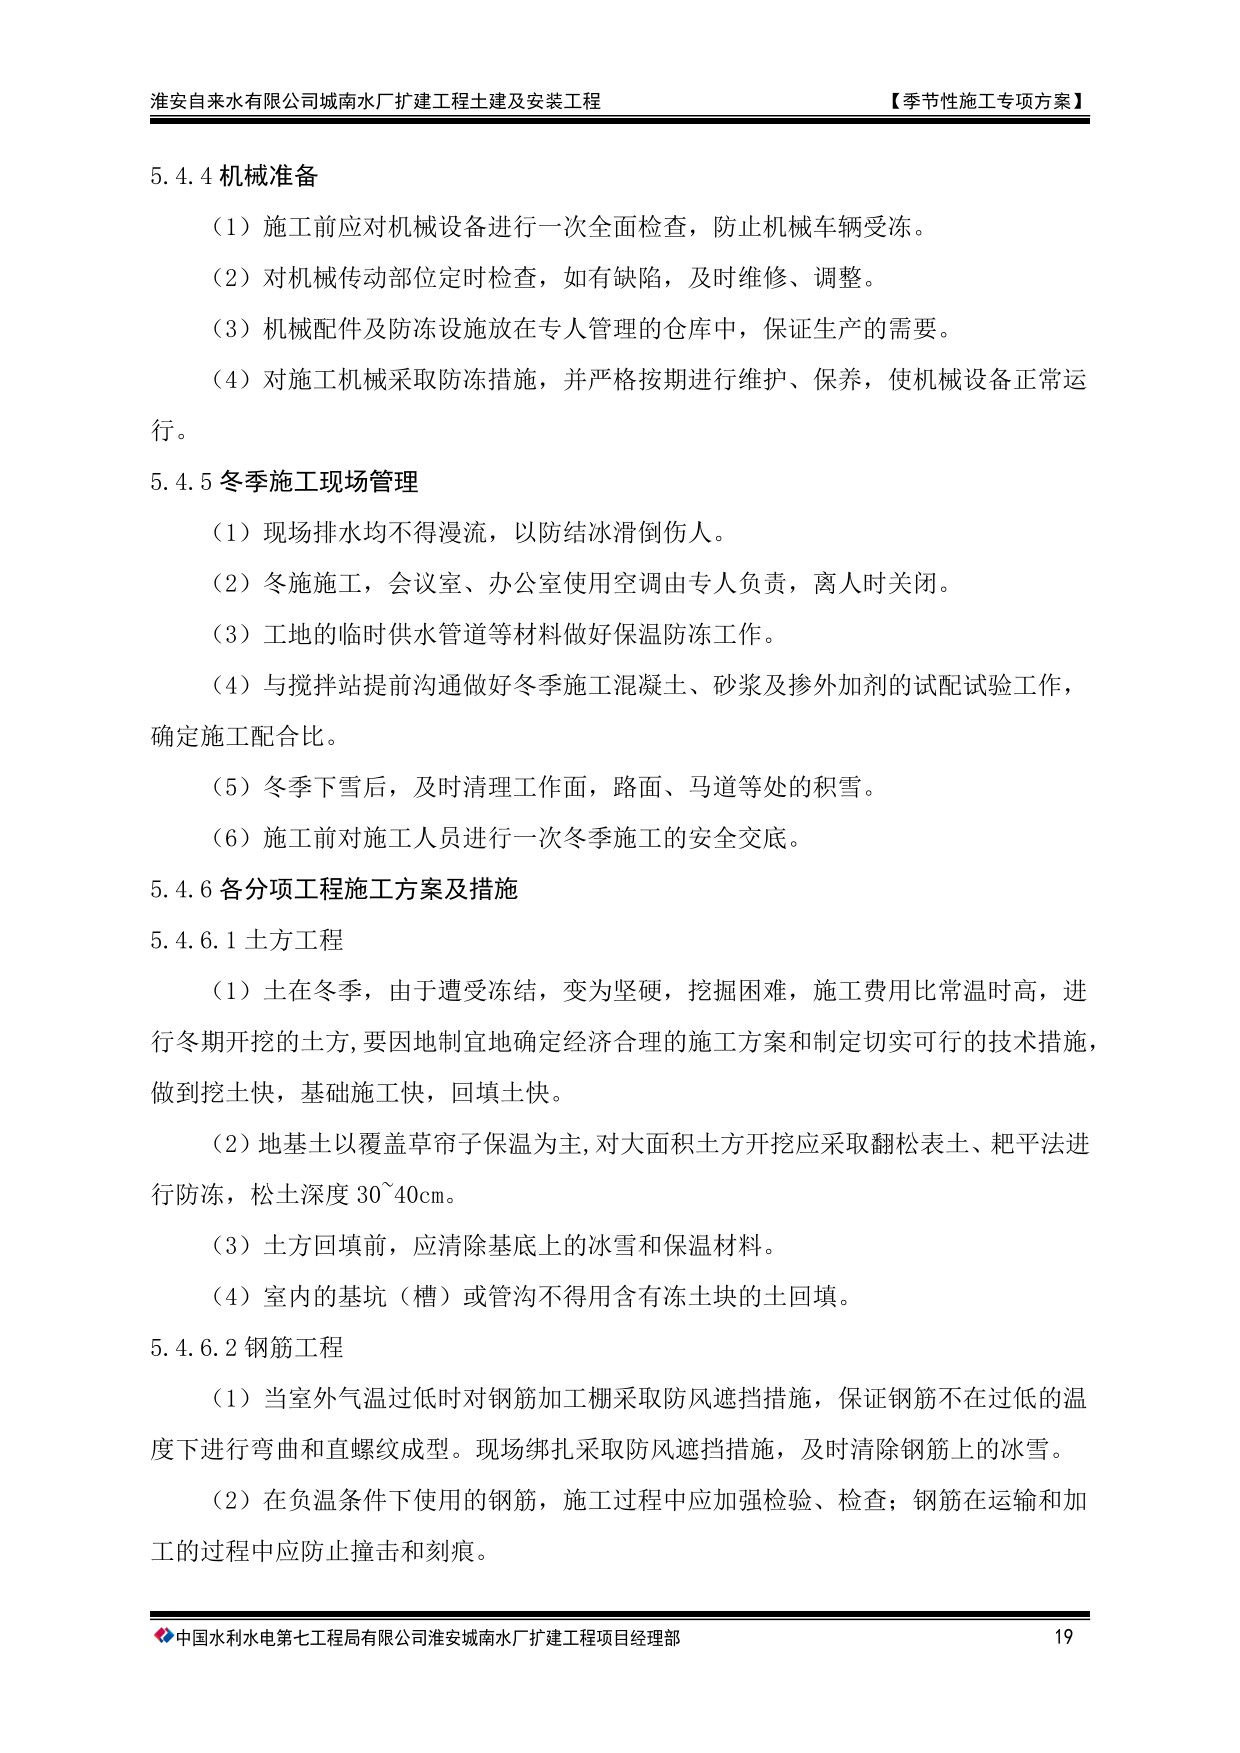 淮安自来水有限公司城南水厂扩建工程土建及安装工程 【季节性施工专项方案】
5.4.4 机械准备
（1）施工前应对机械设备进行一次全面检查，防止机械车辆受冻。
（2）对机械传动部位定时检查，如有缺陷，及时维修、调整。
（3）机械配件及防冻设施放在专人管理的仓库中，保证生产的需要。
（4）对施工机械采取防冻措施，并严格按期进行维护、保养，使机械设备正常运
行。
5.4.5 冬季施工现场管理
（1）现场排水均不得漫流，以防结冰滑倒伤人。
（2）冬施施工，会议室、办公室使用空调由专人负责，离人时关闭。
（3）工地的临时供水管道等材料做好保温防冻工作。
（4）与搅拌站提前沟通做好冬季施工混凝土、砂浆及掺外加剂的试配试验工作，
确定施工配合比。
（5）冬季下雪后，及时清理工作面，路面、马道等处的积雪。
（6）施工前对施工人员进行一次冬季施工的安全交底。
5.4.6 各分项工程施工方案及措施
5.4.6.1 土方工程
（1）土在冬季，由于遭受冻结，变为坚硬，挖掘困难，施工费用比常温时高，进
行冬期开挖的土方,要因地制宜地确定经济合理的施工方案和制定切实可行的技术措施，
做到挖土快，基础施工快，回填土快。
（2）地基土以覆盖草帘子保温为主,对大面积土方开挖应采取翻松表土、耙平法进
行防冻，松土深度 30~40cm。
（3）土方回填前，应清除基底上的冰雪和保温材料。
（4）室内的基坑（槽）或管沟不得用含有冻土块的土回填。
5.4.6.2 钢筋工程
（1）当室外气温过低时对钢筋加工棚采取防风遮挡措施，保证钢筋不在过低的温
度下进行弯曲和直螺纹成型。现场绑扎采取防风遮挡措施，及时清除钢筋上的冰雪。
（2）在负温条件下使用的钢筋，施工过程中应加强检验、检查；钢筋在运输和加
工的过程中应防止撞击和刻痕。
中国水利水电第七工程局有限公司淮安城南水厂扩建工程项目经理部 19